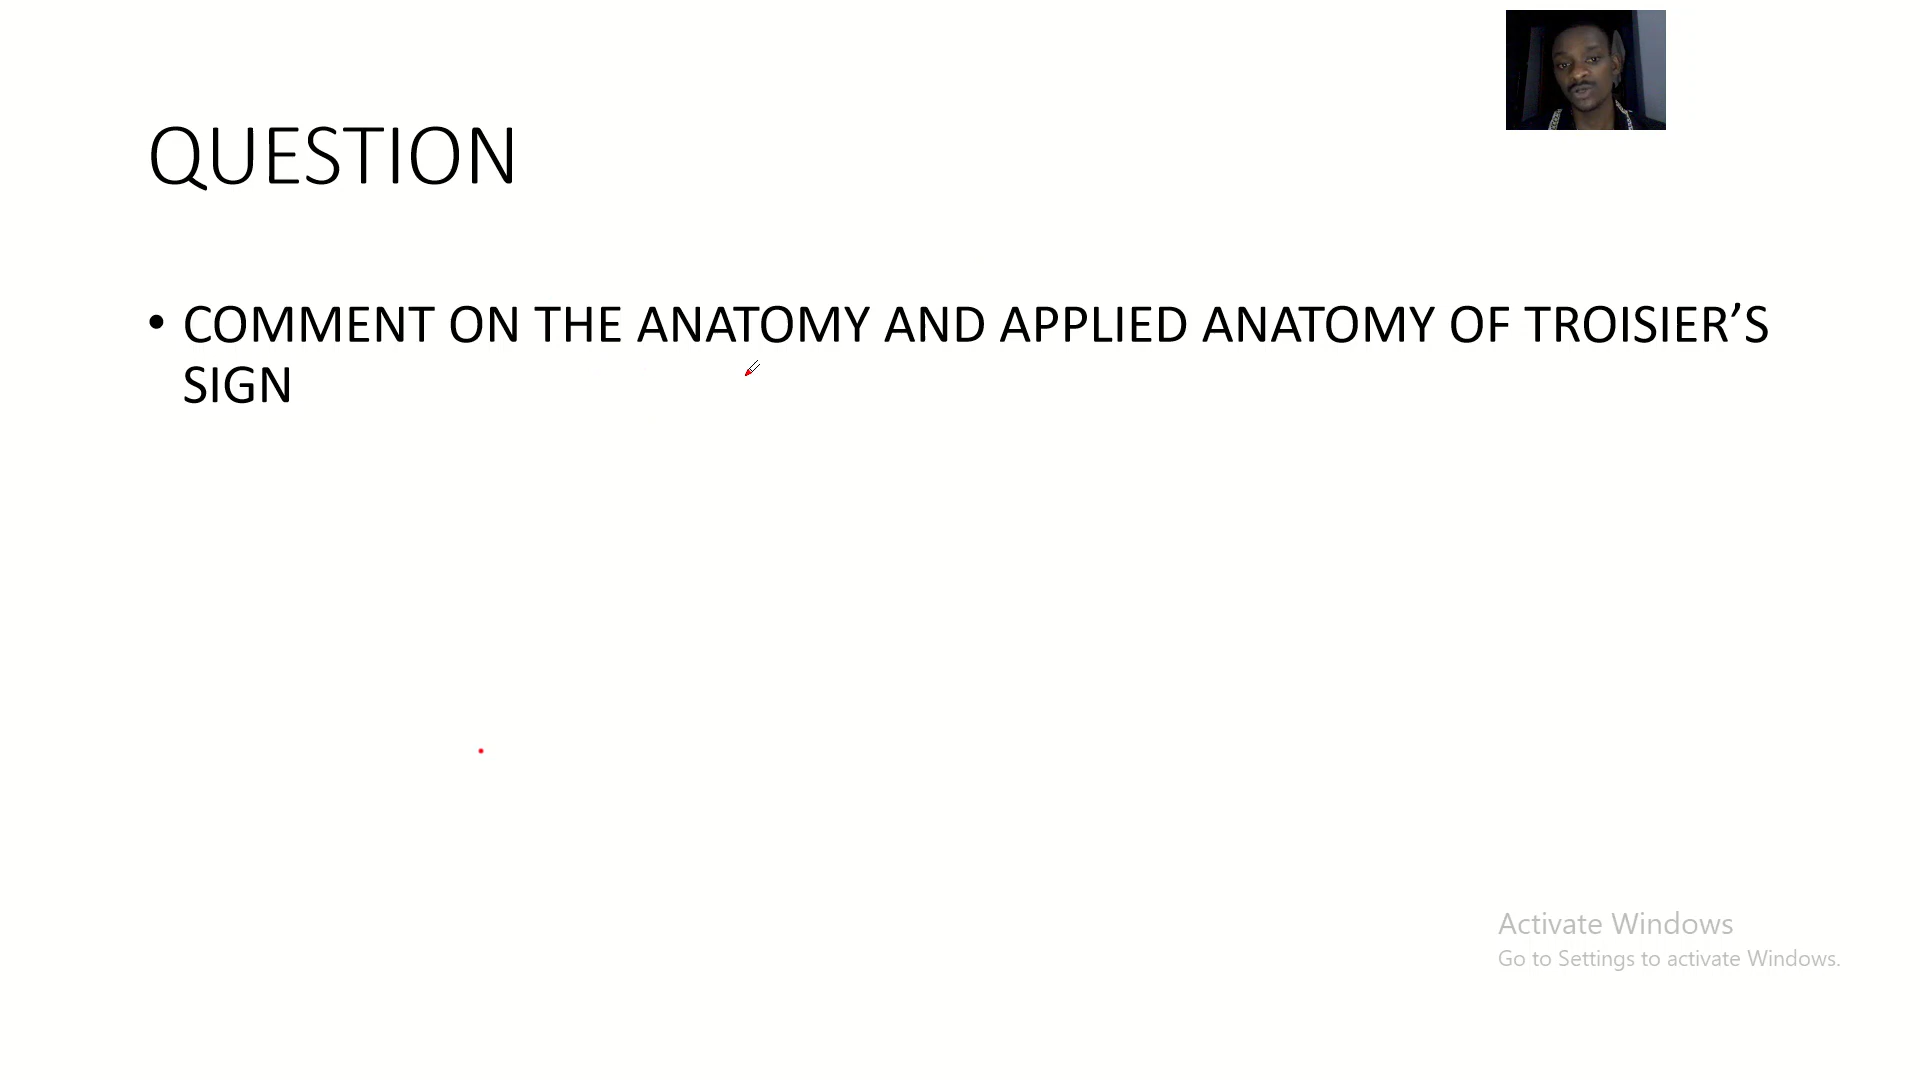 QUESTION
• COMMENT ON THE ANATOMY AND APPLIED ANATOMY OF TROISIER’S
SIGN
Activate Windows
Go to Settings to activate Windows.